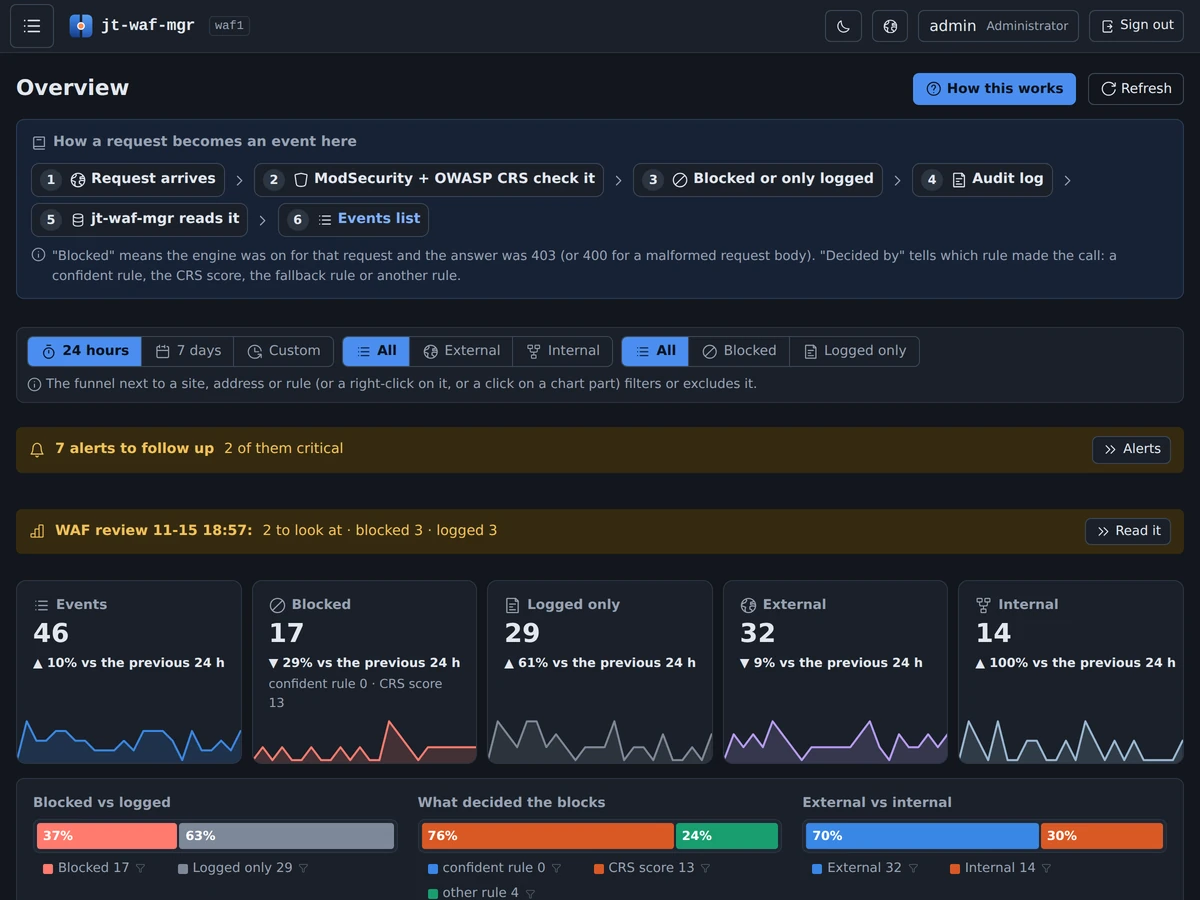 jt-waf-mgr waf1 admin Administrator Sign out
Overview How this works Refresh
How a request becomes an event here
1 Request arrives 2 ModSecurity + OWASP CRS check it 3 Blocked or only logged 4 Audit log
5 jt-waf-mgr reads it 6 Events list
"Blocked" means the engine was on for that request and the answer was 403 (or 400 for a malformed request body). "Decided by" tells which rule made the call: a
confident rule, the CRS score, the fallback rule or another rule.
24 hours 7 days Custom All External Internal All Blocked Logged only
The funnel next to a site, address or rule (or a right-click on it, or a click on a chart part) filters or excludes it.
7 alerts to follow up 2 of them critical Alerts
WAF review 11-15 18:57: 2 to look at · blocked 3 · logged 3 Read it
Events
46
▲ 10% vs the previous 24 h
Blocked
17
▼ 29% vs the previous 24 h
confident rule 0 · CRS score
13
Logged only
29
▲ 61% vs the previous 24 h
External
32
▼ 9% vs the previous 24 h
Internal
14
▲ 100% vs the previous 24 h
Blocked vs logged
37% 63%
Blocked 17 Logged only 29
What decided the blocks
76% 24%
confident rule 0 CRS score 13
other rule 4
External vs internal
70% 30%
External 32 Internal 14